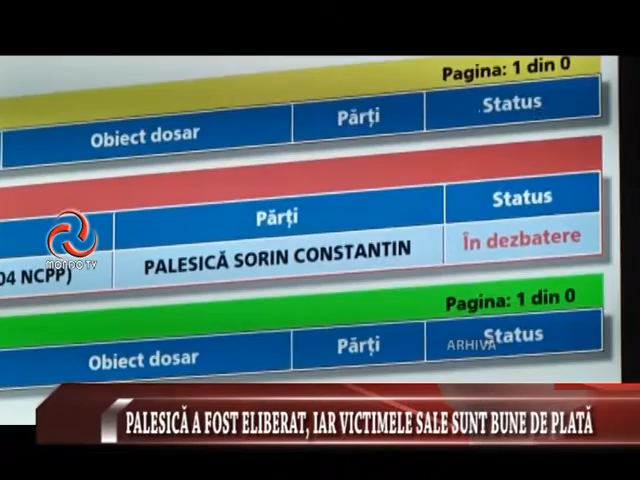 Pagina: 1 din 0
Obiect dosar Părți Status
Părți Status
04 NCPP) PALESICĂ SORIN CONSTANTIN În dezbatere
MONDO TV
Pagina: 1 din 0
Obiect dosar Părți Status
ARHIVA
PALESICĂ A FOST ELIBERAT, IAR VICTIMELE SALE SUNT BUNE DE PLATĂ